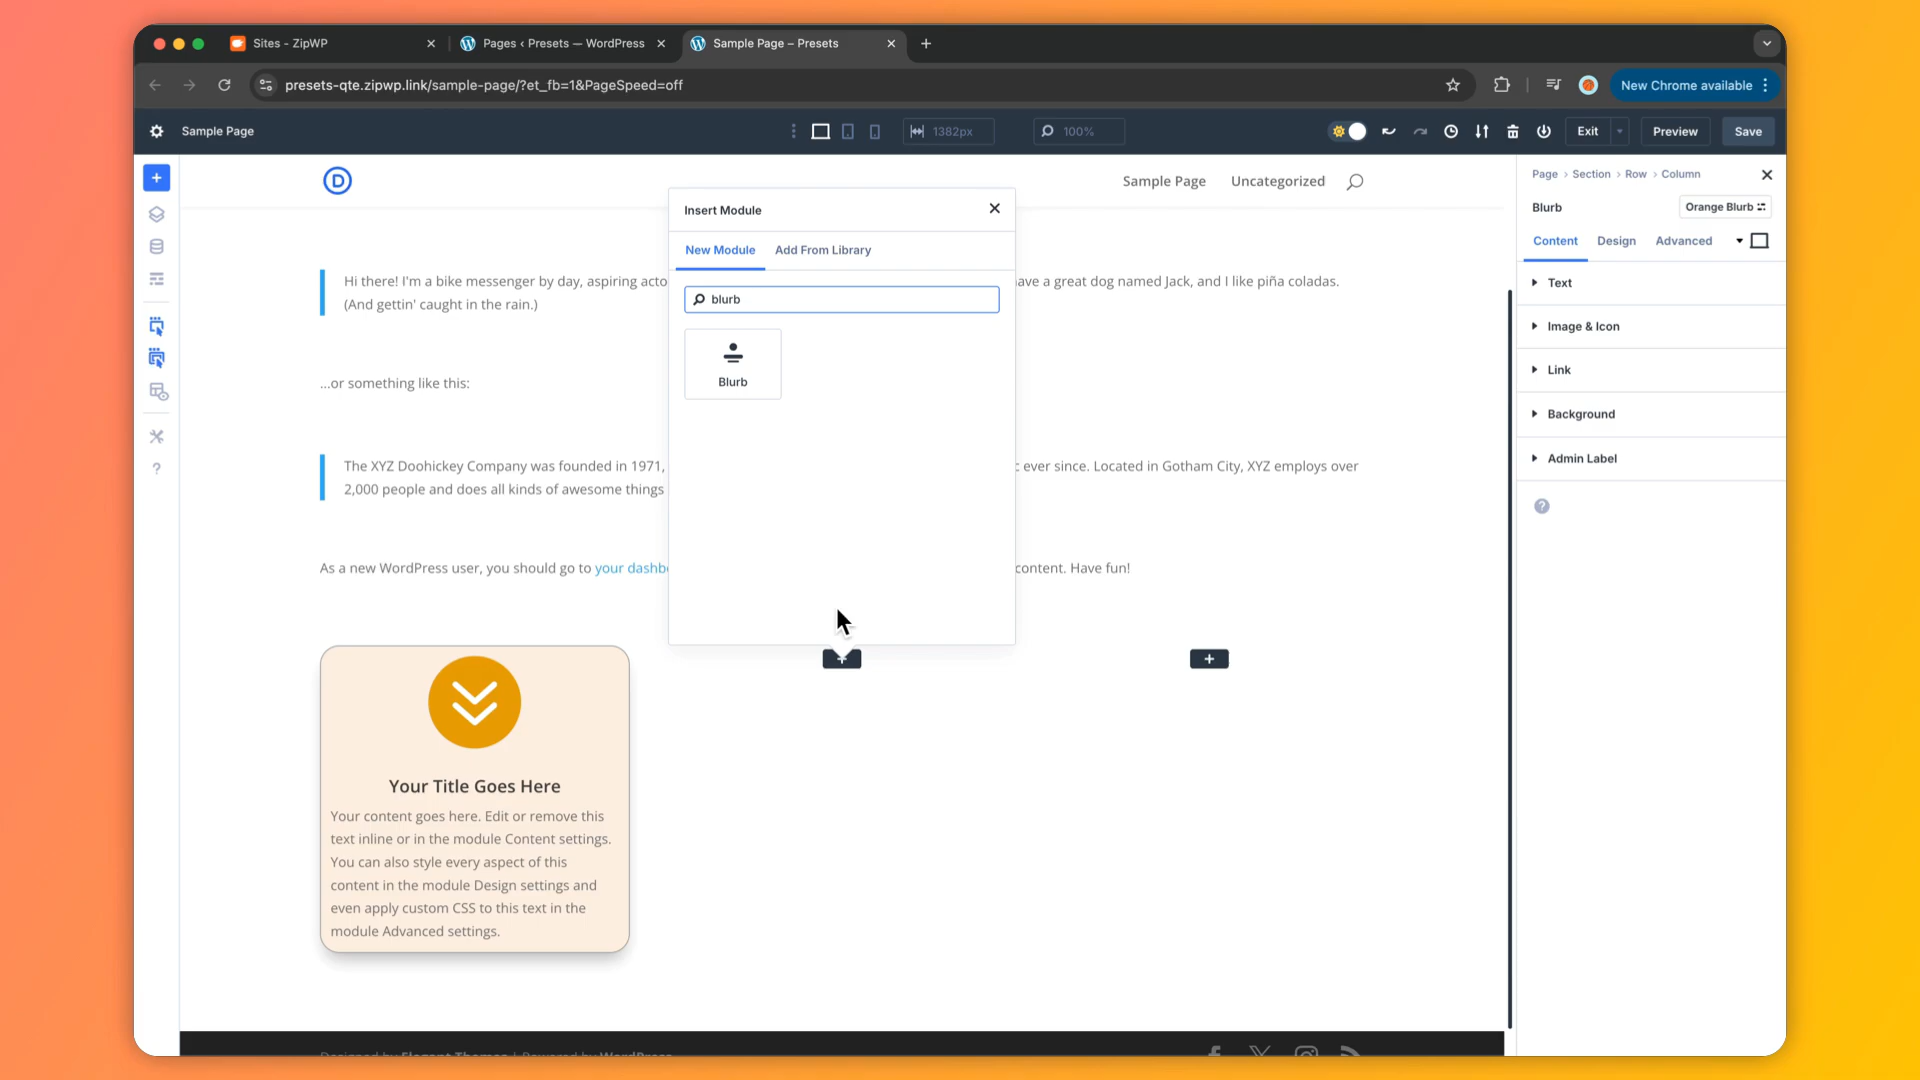 Sites - ZipWP
Pages ‹ Presets — WordPress
Sample Page – Presets
presets-qte.zipwp.link/sample-page/?et_fb=1&PageSpeed=off
New Chrome available
Sample Page
1382px
100%
Exit
Preview
Save
D
Sample Page
Uncategorized
Insert Module
New Module
Add From Library
blurb
Blurb
Hi there! I'm a bike messenger by day, aspiring acto
ave a great dog named Jack, and I like piña coladas.
(And gettin' caught in the rain.)
...or something like this:
The XYZ Doohickey Company was founded in 1971,
ever since. Located in Gotham City, XYZ employs over
2,000 people and does all kinds of awesome things
As a new WordPress user, you should go to your dashb
content. Have fun!
Your Title Goes Here
Your content goes here. Edit or remove this
text inline or in the module Content settings.
You can also style every aspect of this
content in the module Design settings and
even apply custom CSS to this text in the
module Advanced settings.
Page › Section › Row › Column
Blurb
Orange Blurb
Content
Design
Advanced
Text
Image & Icon
Link
Background
Admin Label
Designed by Elegant Themes | Powered by WordPress